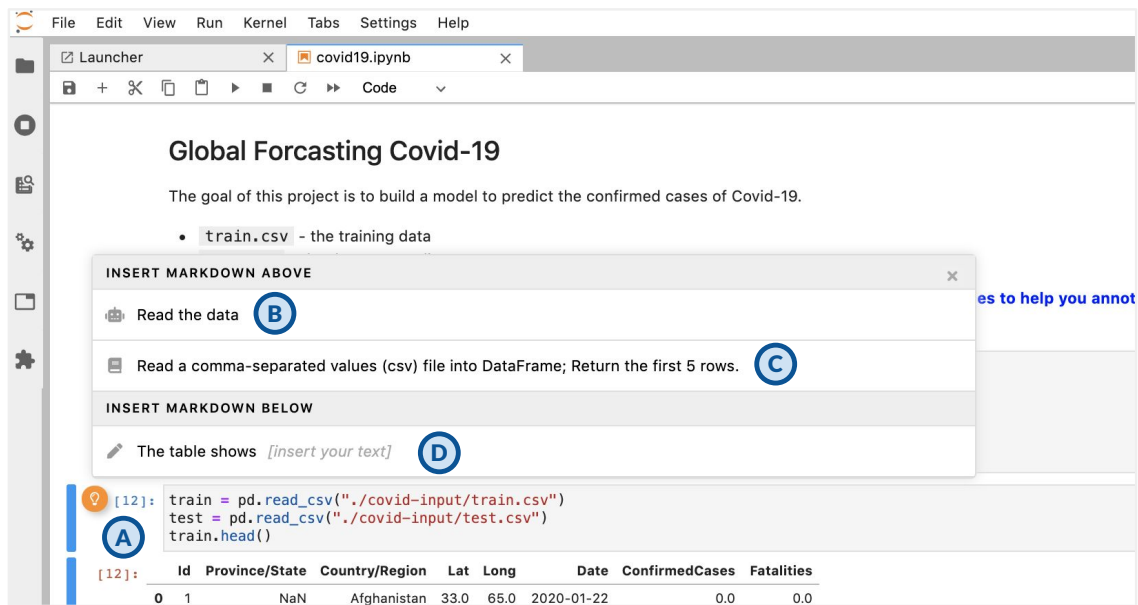 File Edit View Run Kernel Tabs Settings Help
Launcher covid19.ipynb
Code
Global Forcasting Covid-19
The goal of this project is to build a model to predict the confirmed cases of Covid-19.
• train.csv - the training data
INSERT MARKDOWN ABOVE
es to help you annot
Read the data B
Read a comma-separated values (csv) file into DataFrame; Return the first 5 rows. C
INSERT MARKDOWN BELOW
The table shows [insert your text] D
[12]: train = pd.read_csv("./covid-input/train.csv")
test = pd.read_csv("./covid-input/test.csv")
A train.head()
[12]: Id Province/State Country/Region Lat Long Date ConfirmedCases Fatalities
0 1 NaN Afghanistan 33.0 65.0 2020-01-22 0.0 0.0